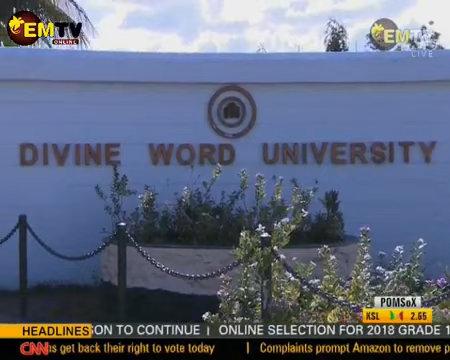 EMTV
ONLINE
EMTV
LIVE
DIVINE WORD UNIVERSITY
POMSoX
KSL 2.65
HEADLINES ON TO CONTINUE | ONLINE SELECTION FOR 2018 GRADE 1
CNN us get back their right to vote today | Complaints prompt Amazon to remove p